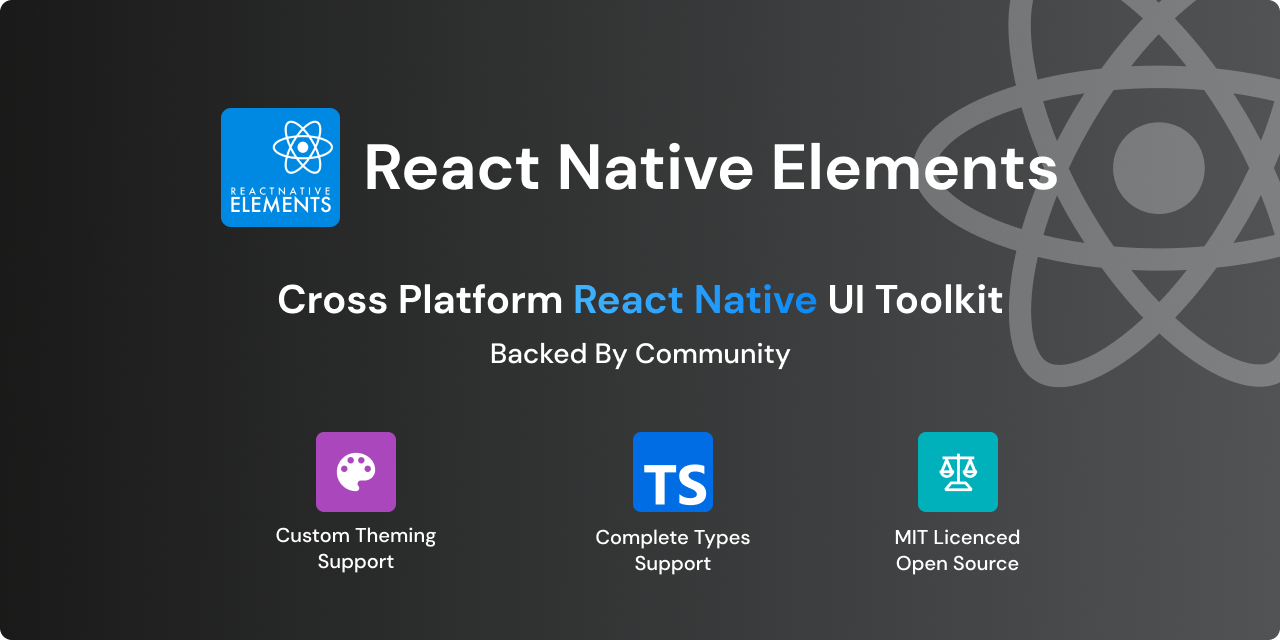 REACTNATIVE
ELEMENTS
React Native Elements
Cross Platform React Native UI Toolkit
Backed By Community
TS
Custom Theming
Support
Complete Types
Support
MIT Licenced
Open Source